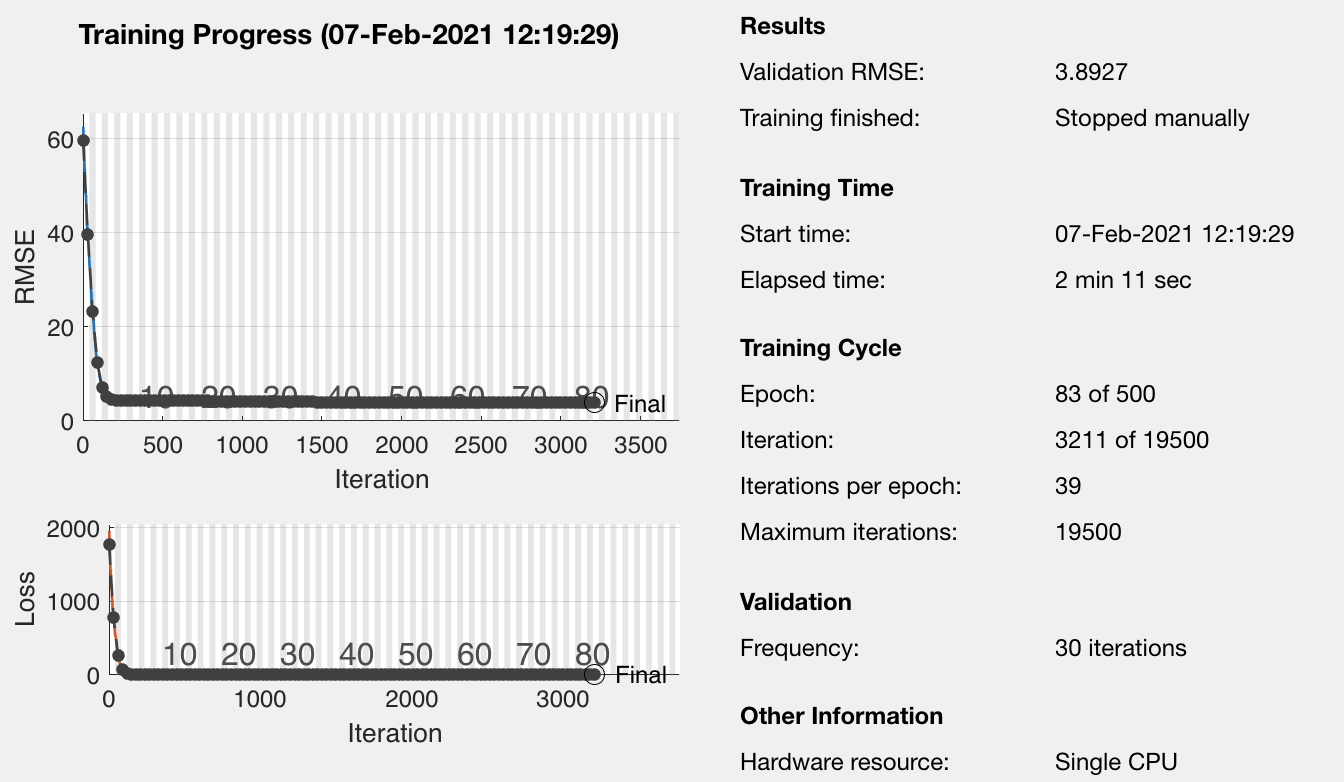 Training Progress (07-Feb-2021 12:19:29)
60
40
20
0
RMSE
10 20 30 40 50 60 70 80
Final
0 500 1000 1500 2000 2500 3000 3500
Iteration
2000
1000
0
Loss
10 20 30 40 50 60 70 80
Final
0 1000 2000 3000
Iteration
Results
Validation RMSE: 3.8927
Training finished: Stopped manually
Training Time
Start time: 07-Feb-2021 12:19:29
Elapsed time: 2 min 11 sec
Training Cycle
Epoch: 83 of 500
Iteration: 3211 of 19500
Iterations per epoch: 39
Maximum iterations: 19500
Validation
Frequency: 30 iterations
Other Information
Hardware resource: Single CPU